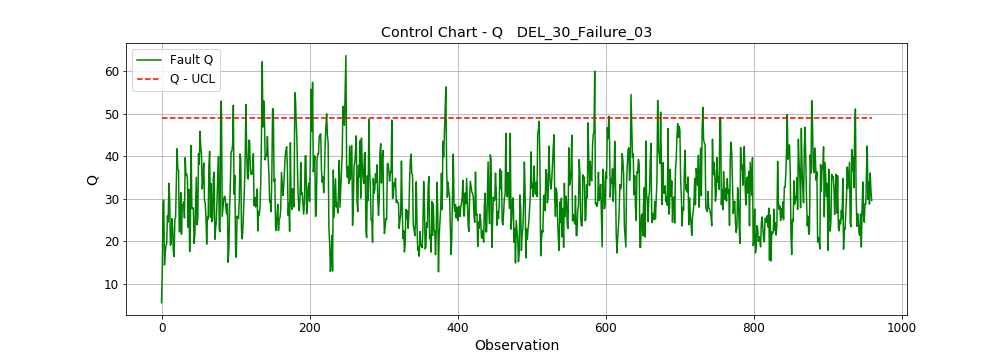 Control Chart - Q   DEL_30_Failure_03
Fault Q
Q - UCL
Q
60
50
40
30
20
10
0
200
400
600
800
1000
Observation